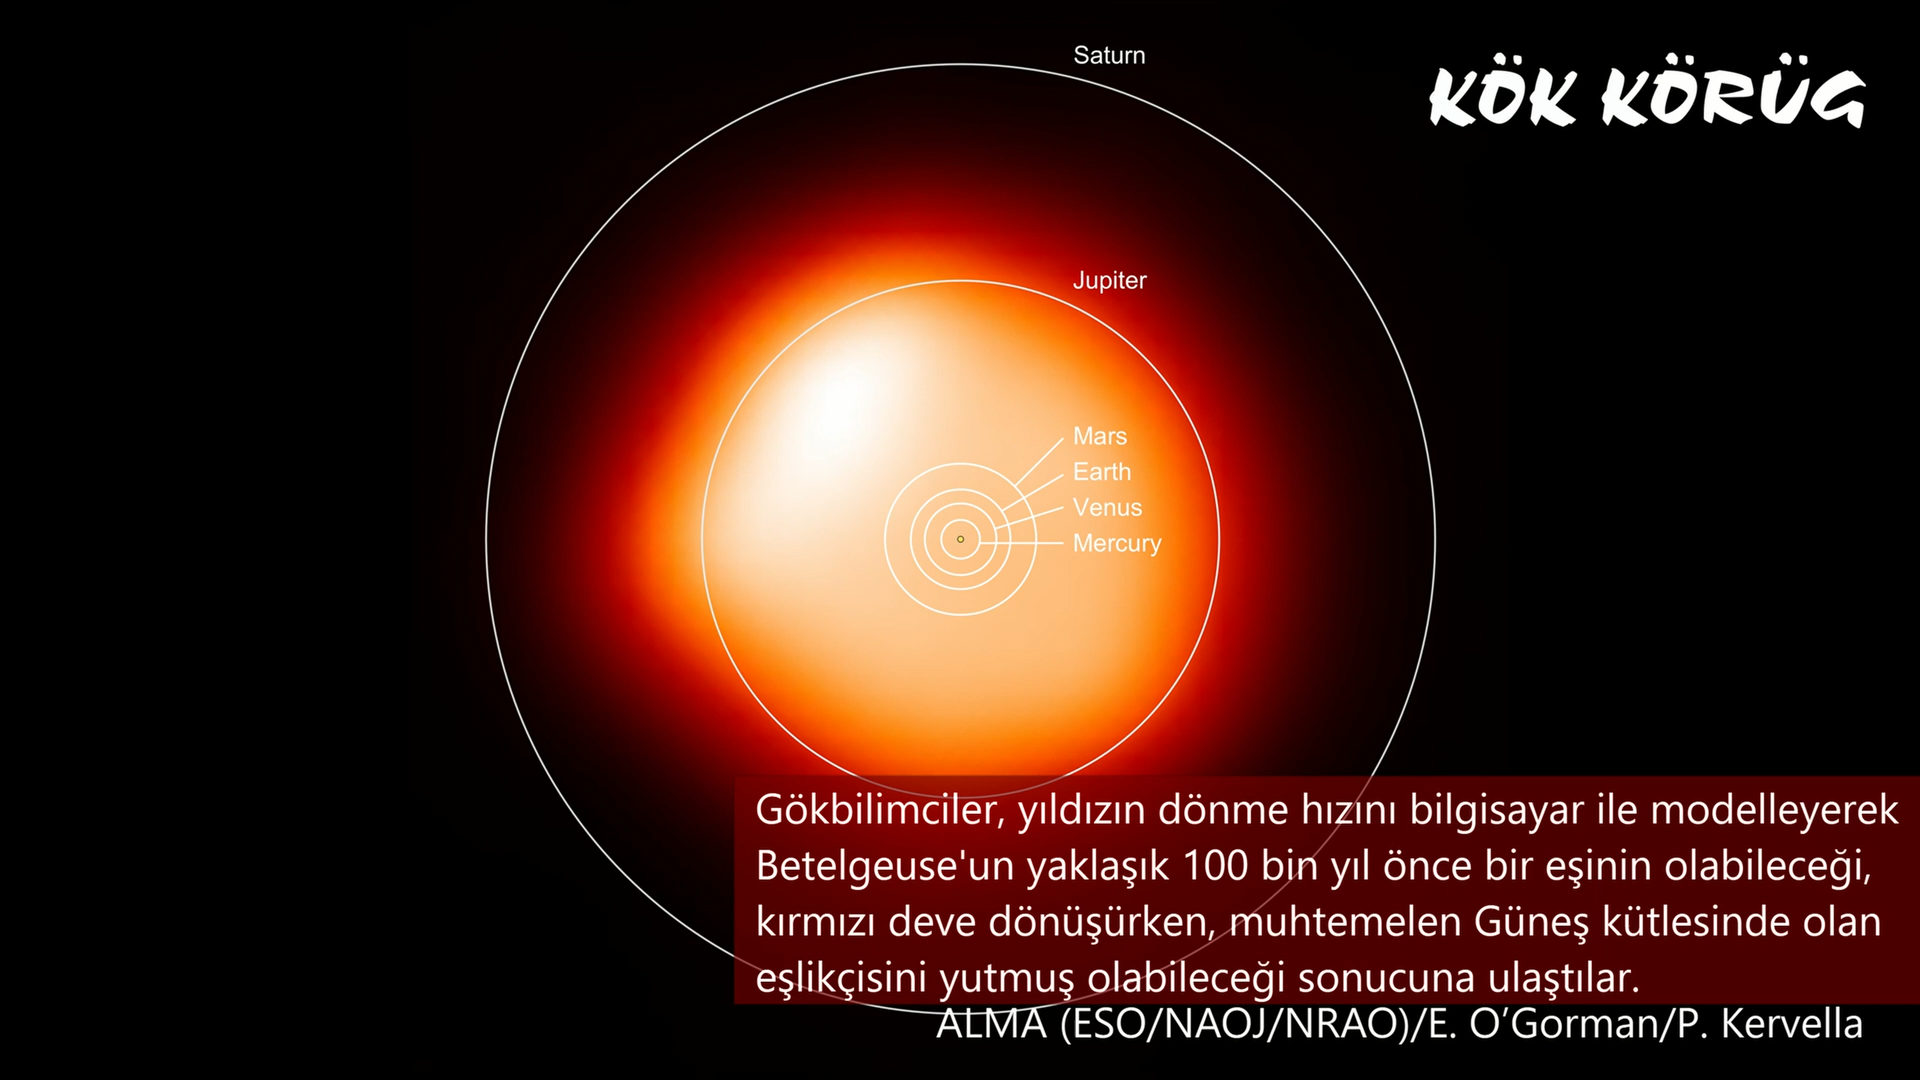 Saturn
KÖK KÖRÜG
Jupiter
Mars
Earth
Venus
Mercury
Gökbilimciler, yıldızın dönme hızını bilgisayar ile modelleyerek
Betelgeuse'un yaklaşık 100 bin yıl önce bir eşinin olabileceği,
kırmızı deve dönüşürken, muhtemelen Güneş kütlesinde olan
eşlikçisini yutmuş olabileceği sonucuna ulaştılar.
ALMA (ESO/NAOJ/NRAO)/E. O’Gorman/P. Kervella